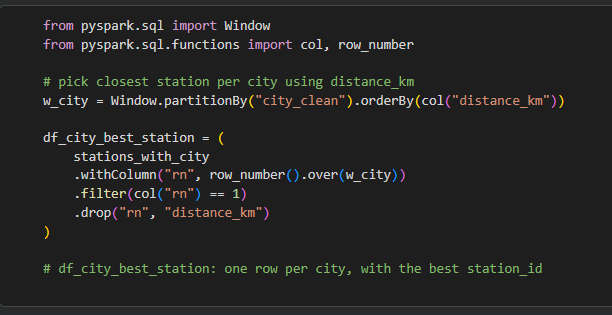 from pyspark.sql import Window
from pyspark.sql.functions import col, row_number

# pick closest station per city using distance_km
w_city = Window.partitionBy("city_clean").orderBy(col("distance_km"))

df_city_best_station = (
    stations_with_city
    .withColumn("rn", row_number().over(w_city))
    .filter(col("rn") == 1)
    .drop("rn", "distance_km")
)

# df_city_best_station: one row per city, with the best station_id